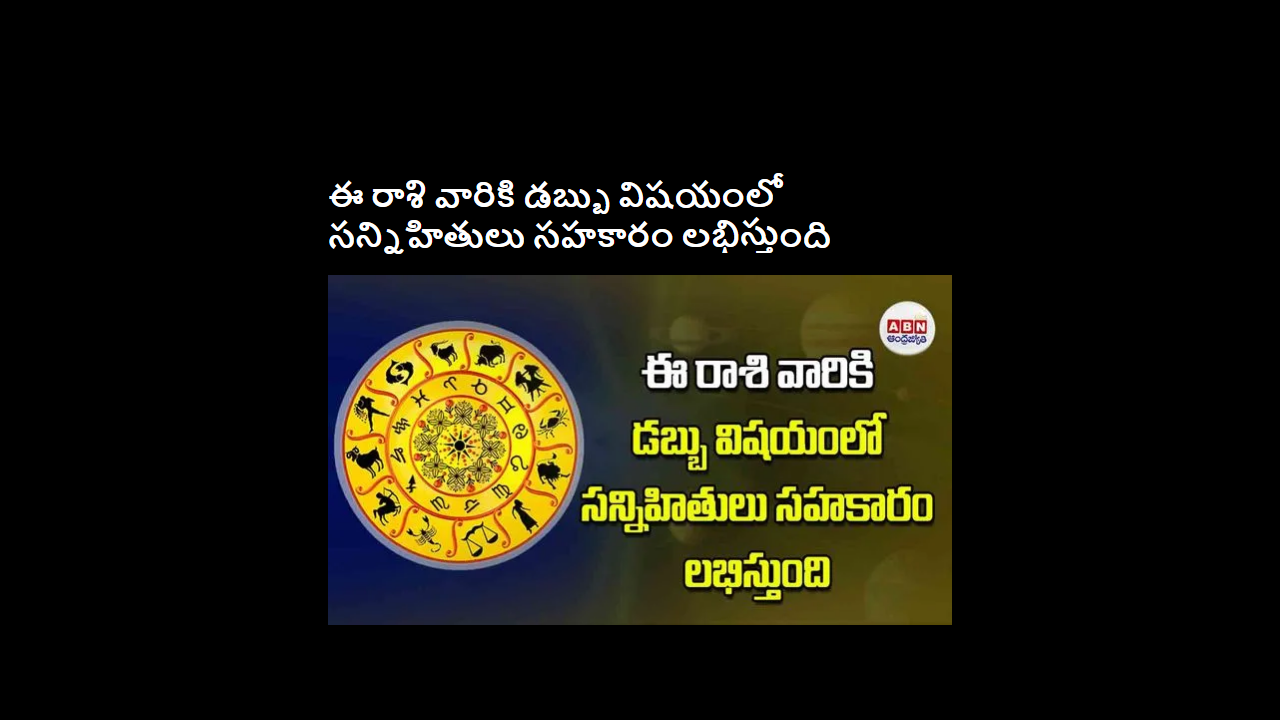 ఈ రాశి వారికి డబ్బు విషయంలో
సన్నిహితులు సహకారం లభిస్తుంది
ABN
ఆంధ్రజ్యోతి
ఈ రాశి వారికి
డబ్బు విషయంలో
సన్నిహితులు సహకారం
లభిస్తుంది